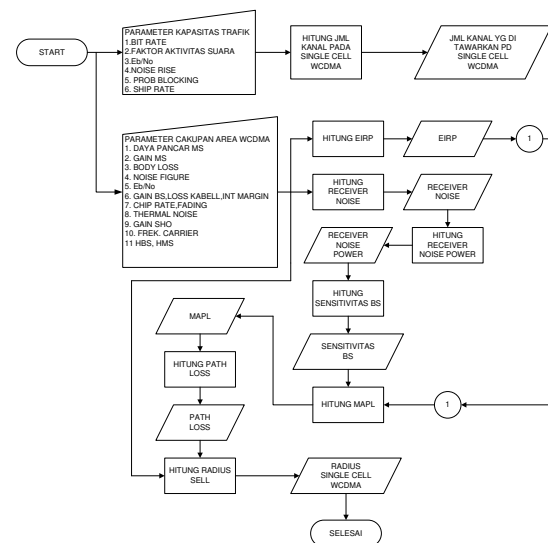 START
PARAMETER KAPASITAS TRAFIK
1.BIT RATE
2.FAKTOR AKTIVITAS SUARA
3.Eb/No
4.NOISE RISE
5. PROB BLOCKING
6. SHIP RATE
HITUNG JML
KANAL PADA
SINGLE CELL
WCDMA
JML KANAL YG DI
TAWARKAN PD
SINGLE CELL
WCDMA
PARAMETER CAKUPAN AREA WCDMA
1. DAYA PANCAR MS
2. GAIN MS
3. BODY LOSS
4. NOISE FIGURE
5. Eb/No
6. GAIN BS,LOSS KABELL,INT MARGIN
7. CHIP RATE,FADING
8. THERMAL NOISE
9. GAIN SHO
10. FREK. CARRIER
11 HBS, HMS
HITUNG EIRP
EIRP
1
HITUNG
RECEIVER
NOISE
RECEIVER
NOISE
HITUNG
RECEIVER
NOISE POWER
RECEIVER
NOISE
POWER
HITUNG
SENSITIVITAS BS
SENSITIVITAS
BS
HITUNG MAPL
1
MAPL
HITUNG PATH
LOSS
PATH
LOSS
HITUNG RADIUS
SELL
RADIUS
SINGLE CELL
WCDMA
SELESAI